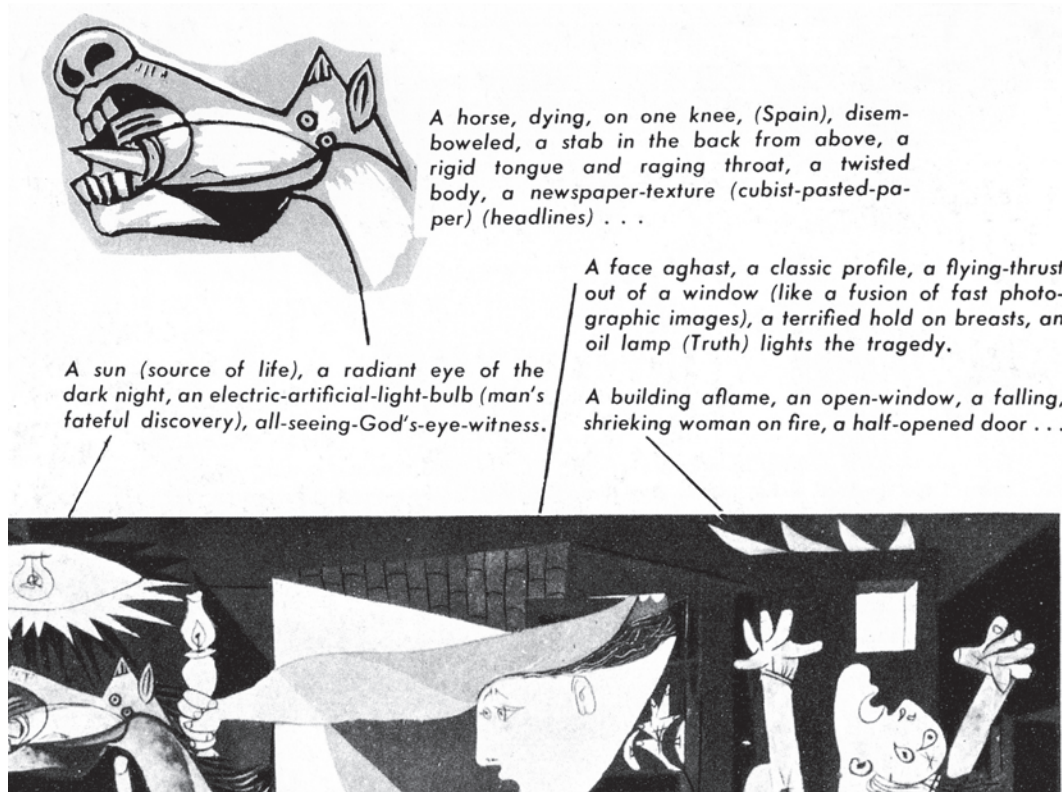 A horse, dying, on one knee, (Spain), disem-
boweled, a stab in the back from above, a
rigid tongue and raging throat, a twisted
body, a newspaper-texture (cubist-pasted-pa-
per) (headlines) . . .
A face aghast, a classic profile, a flying-thrust
out of a window (like a fusion of fast photo-
graphic images), a terrified hold on breasts, an
oil lamp (Truth) lights the tragedy.
A sun (source of life), a radiant eye of the
dark night, an electric-artificial-light-bulb (man's
fateful discovery), all-seeing-God's-eye-witness.
A building aflame, an open-window, a falling,
shrieking woman on fire, a half-opened door . . .